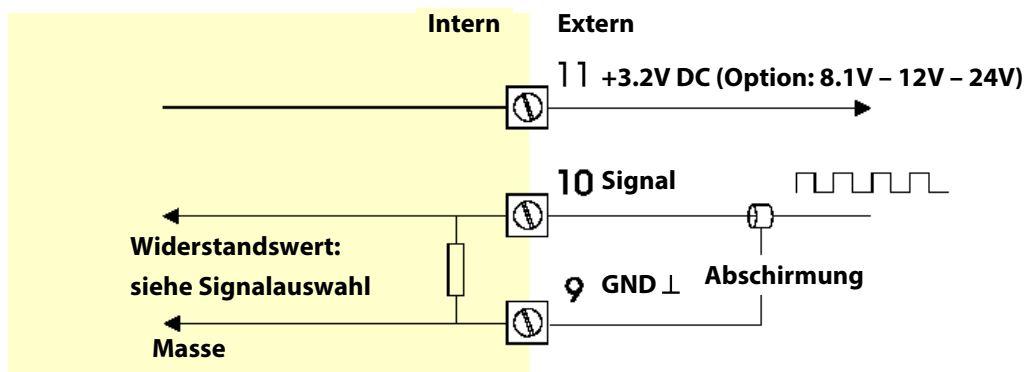 Intern Extern
11 +3.2V DC (Option: 8.1V – 12V – 24V)
10 Signal
Widerstandswert:
siehe Signalauswahl
9 GND ⊥ Abschirmung
Masse